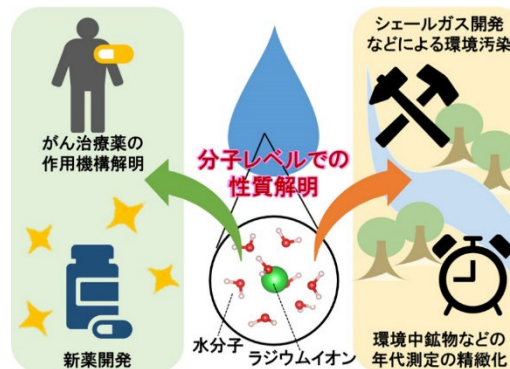 がん治療薬の
作用機構解明
新薬開発
分子レベルでの
性質解明
水分子
ラジウムイオン
シェールガス開発
などによる環境汚染
環境中鉱物などの
年代測定の精緻化